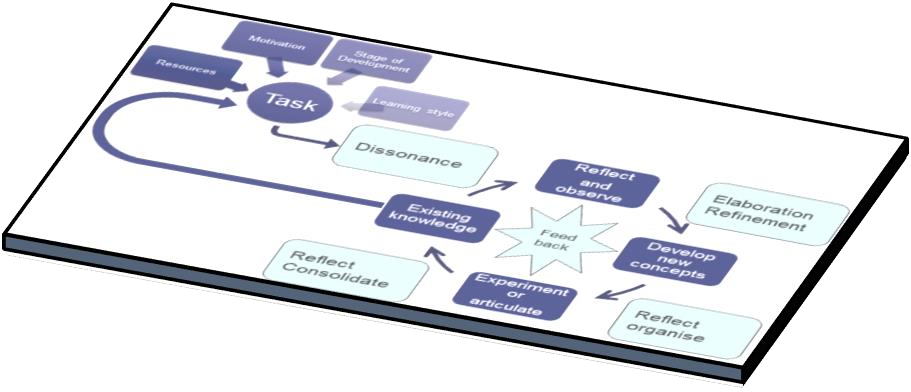 Motivation
Stage of
Development
Resources
Task
Learning style
Dissonance
Reflect
and
observe
Elaboration
Refinement
Existing
knowledge
Feed
back
Develop
new
concepts
Reflect
Consolidate
Experiment
or
articulate
Reflect
organise